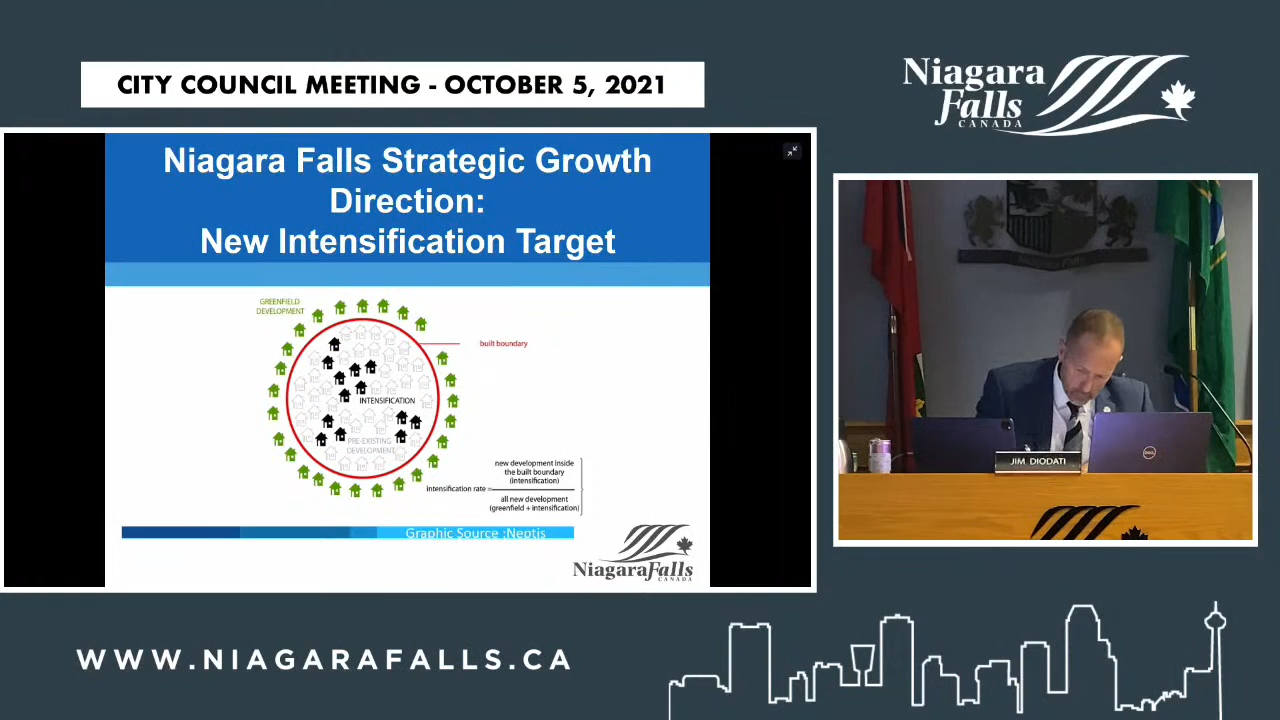 CITY COUNCIL MEETING - OCTOBER 5, 2021
Niagara
Falls
CANADA
Niagara Falls Strategic Growth
Direction:
New Intensification Target
GREENFIELD
DEVELOPMENT
built boundary
INTENSIFICATION
PRE-EXISTING
DEVELOPMENT
new development inside
the built boundary
(intensification)
intensification rate =
all new development
(greenfield + intensification)
Graphic Source :Neptis
NiagaraFalls
CANADA
JIM DIODATI
DELL
WWW.NIAGARAFALLS.CA